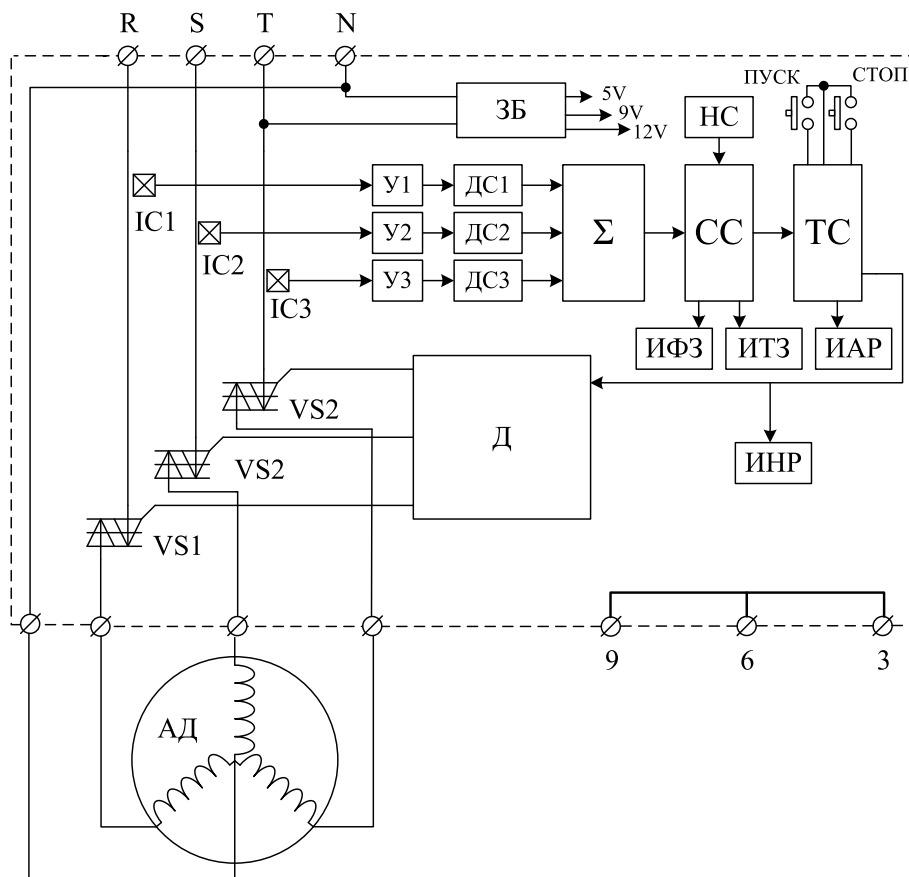 R S T N
ПУСК СТОП
ЗБ
5V
9V
12V
НС
IC1
У1 ДС1
IC2
У2 ДС2
Σ СС ТС
IC3
У3 ДС3
ИФЗ ИТЗ ИАР
VS2
Д
VS2
ИНР
VS1
9 6 3
АД